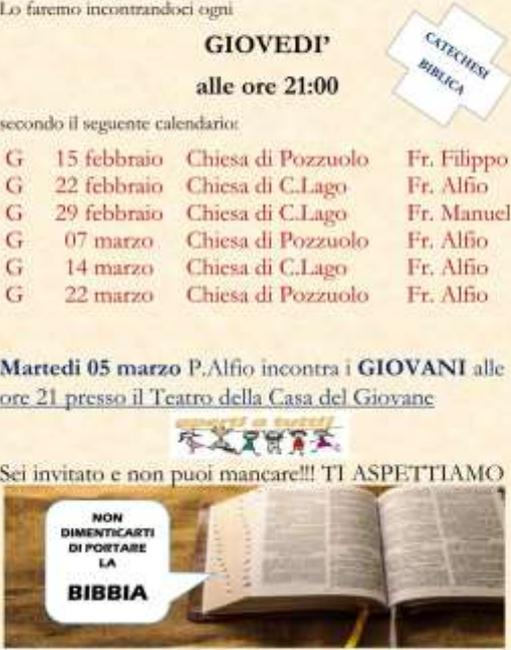 Lo faremo incontrandoci ogni
GIOVEDI’
alle ore 21:00
CATECHESI
BIBLICA
secondo il seguente calendario:
G 15 febbraio Chiesa di Pozzuolo Fr. Filippo
G 22 febbraio Chiesa di C.Lago Fr. Alfio
G 29 febbraio Chiesa di C.Lago Fr. Manuel
G 07 marzo Chiesa di Pozzuolo Fr. Alfio
G 14 marzo Chiesa di C.Lago Fr. Alfio
G 22 marzo Chiesa di Pozzuolo Fr. Alfio
Martedi 05 marzo P.Alfio incontra i GIOVANI alle
ore 21 presso il Teatro della Casa del Giovane
aperti a tutti
Sei invitato e non puoi mancare!!! TI ASPETTIAMO
NON
DIMENTICARTI
DI PORTARE
LA
BIBBIA